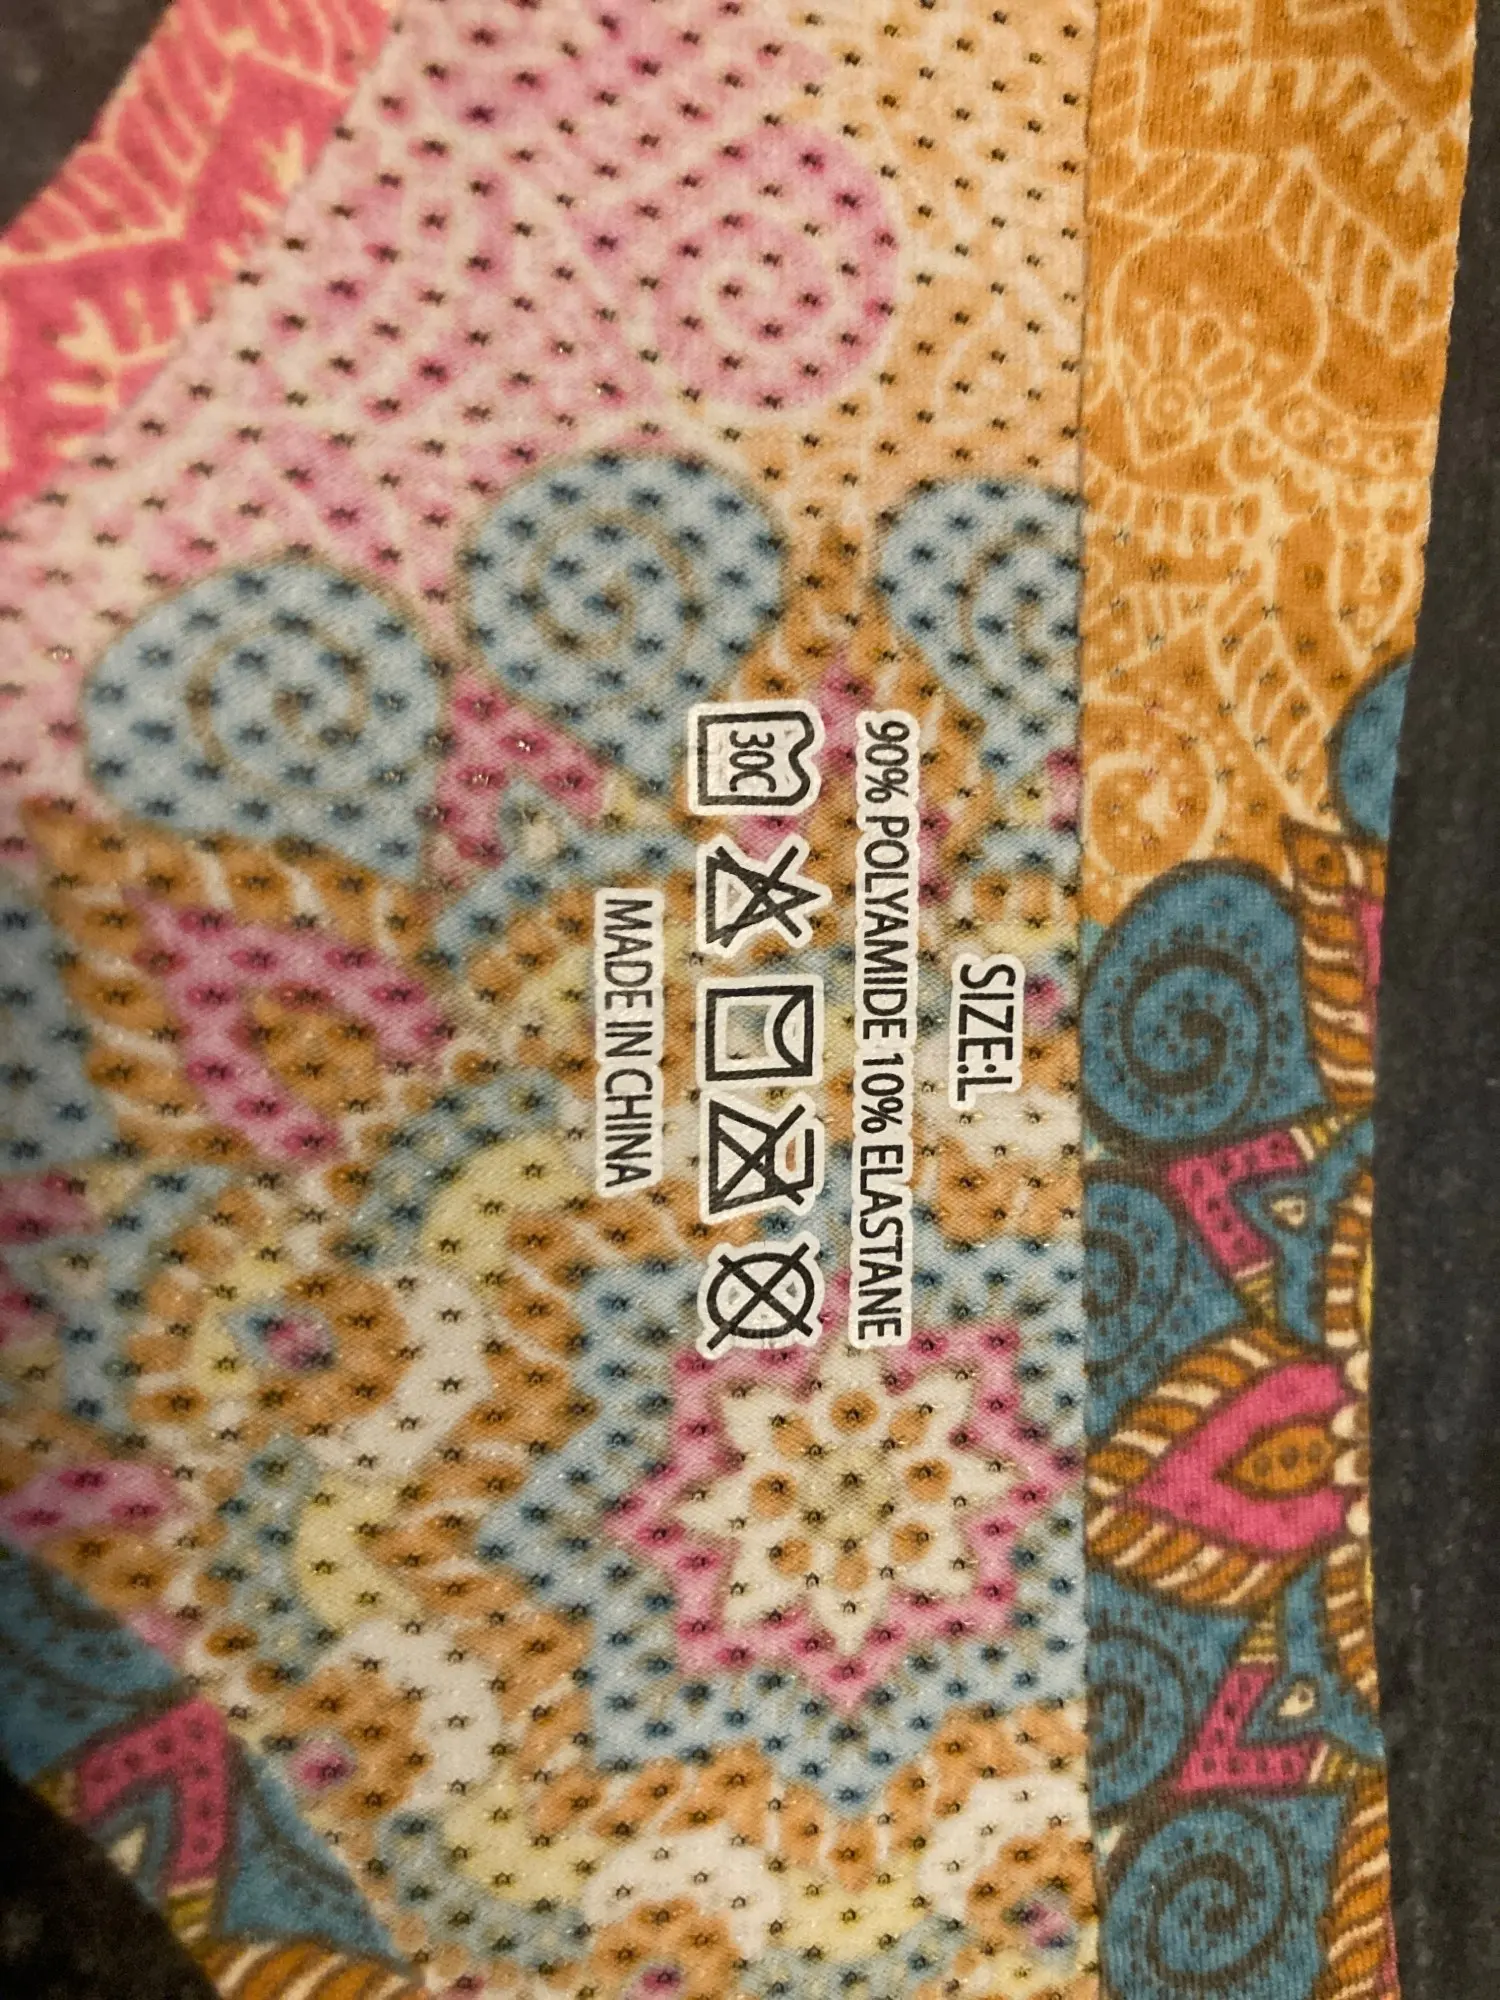 SIZE:L
90% POLYAMIDE 10% ELASTANE
30C
MADE IN CHINA